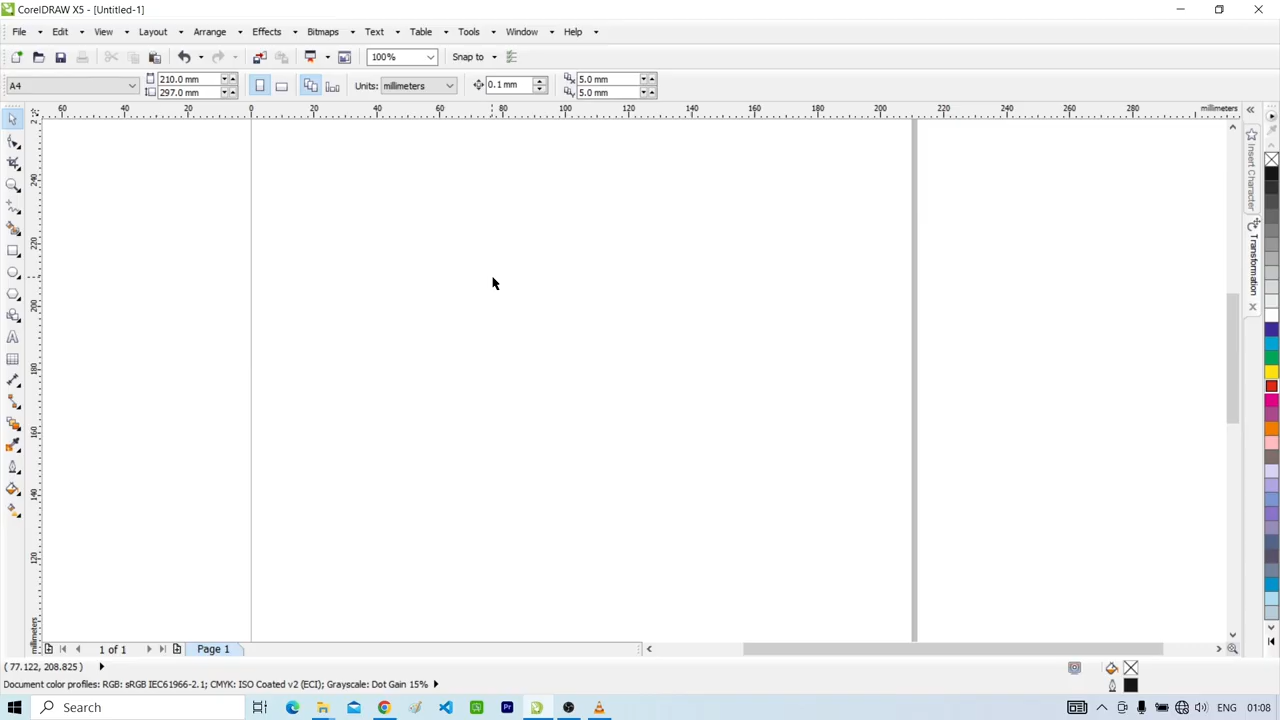 CorelDRAW X5 - [Untitled-1]
File Edit View Layout Arrange Effects Bitmaps Text Table Tools Window Help
100% Snap to
A4 210.0 mm 297.0 mm Units: millimeters 0.1 mm 5.0 mm 5.0 mm
60 40 20 0 20 40 60 80 100 120 140 160 180 200 220 240 260 280 millimeters
240
220
200
180
160
140
120
millimeters
Insert Character
Transformation
1 of 1 Page 1
( 77.122, 208.825 )
Document color profiles: RGB: sRGB IEC61966-2.1; CMYK: ISO Coated v2 (ECI); Grayscale: Dot Gain 15%
Search Pr ENG 01:08